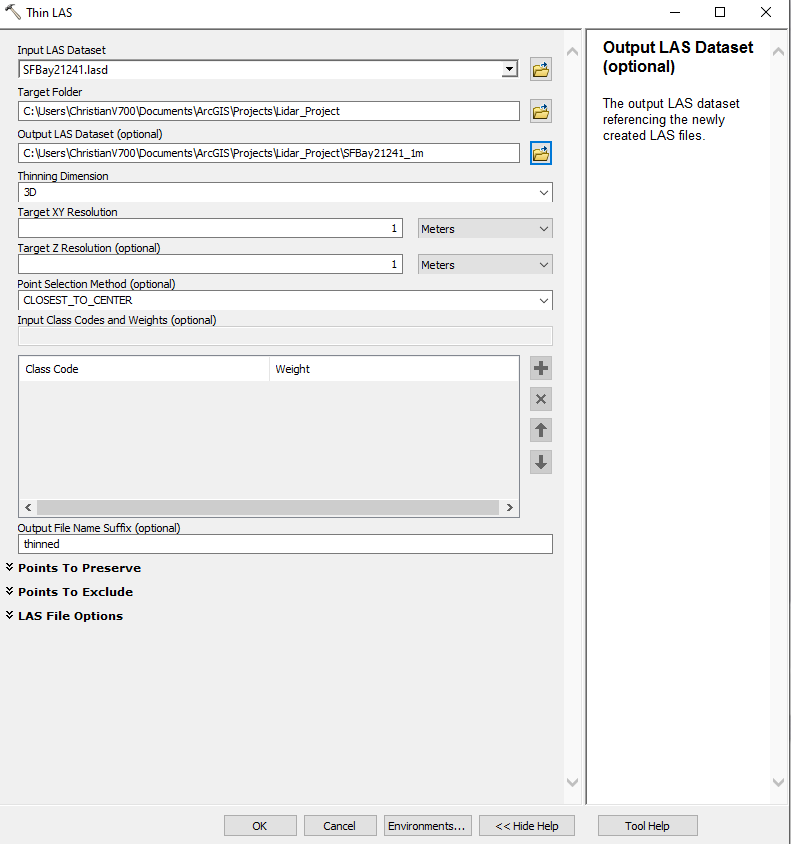 Thin LAS
Input LAS Dataset
SFBay21241.lasd
Target Folder
C:\Users\ChristianV700\Documents\ArcGIS\Projects\Lidar_Project
Output LAS Dataset (optional)
C:\Users\ChristianV700\Documents\ArcGIS\Projects\Lidar_Project\SFBay21241_1m
Thinning Dimension
3D
Target XY Resolution
1 Meters
Target Z Resolution (optional)
1 Meters
Point Selection Method (optional)
CLOSEST_TO_CENTER
Input Class Codes and Weights (optional)
Class Code Weight
Output File Name Suffix (optional)
thinned
Points To Preserve
Points To Exclude
LAS File Options
OK Cancel Environments... << Hide Help Tool Help
Output LAS Dataset
(optional)
The output LAS dataset
referencing the newly
created LAS files.